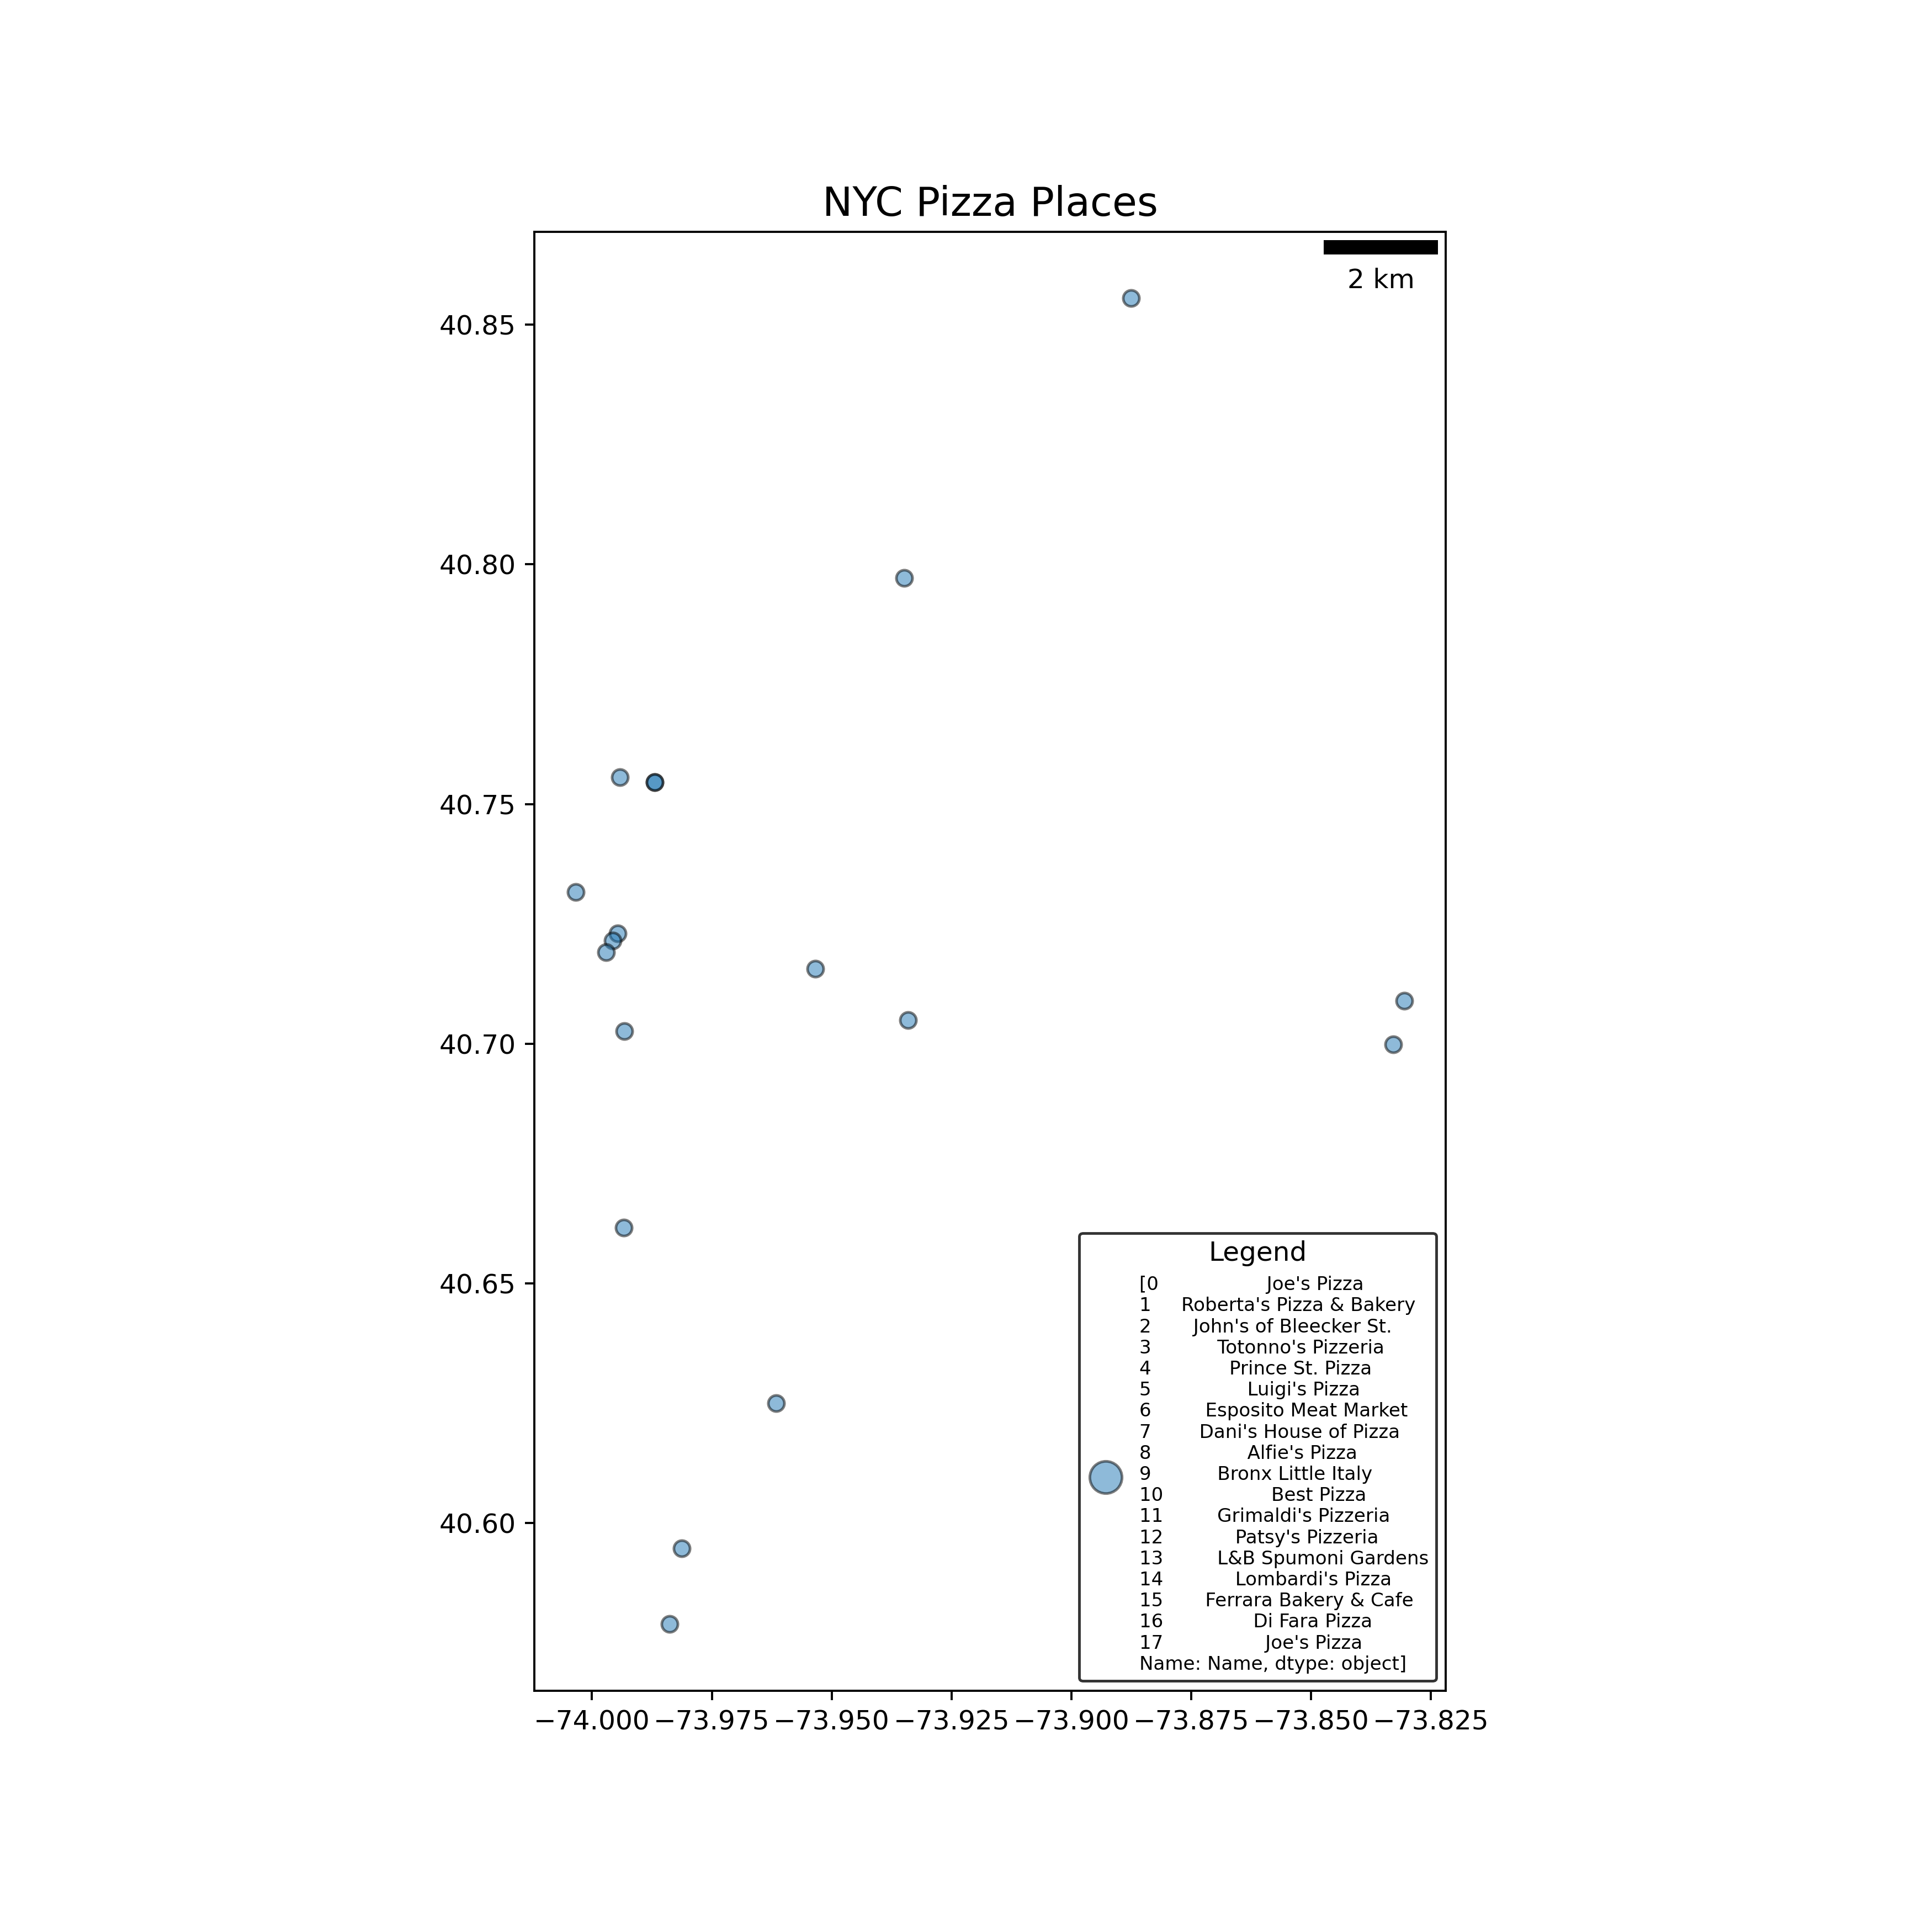 NYC Pizza Places
2 km
40.85
40.80
40.75
40.70
40.65
40.60
Legend
[0 Joe's Pizza
1 Roberta's Pizza & Bakery
2 John's of Bleecker St.
3 Totonno's Pizzeria
4 Prince St. Pizza
5 Luigi's Pizza
6 Esposito Meat Market
7 Dani's House of Pizza
8 Alfie's Pizza
9 Bronx Little Italy
10 Best Pizza
11 Grimaldi's Pizzeria
12 Patsy's Pizzeria
13 L&B Spumoni Gardens
14 Lombardi's Pizza
15 Ferrara Bakery & Cafe
16 Di Fara Pizza
17 Joe's Pizza
Name: Name, dtype: object]
−74.000 −73.975 −73.950 −73.925 −73.900 −73.875 −73.850 −73.825